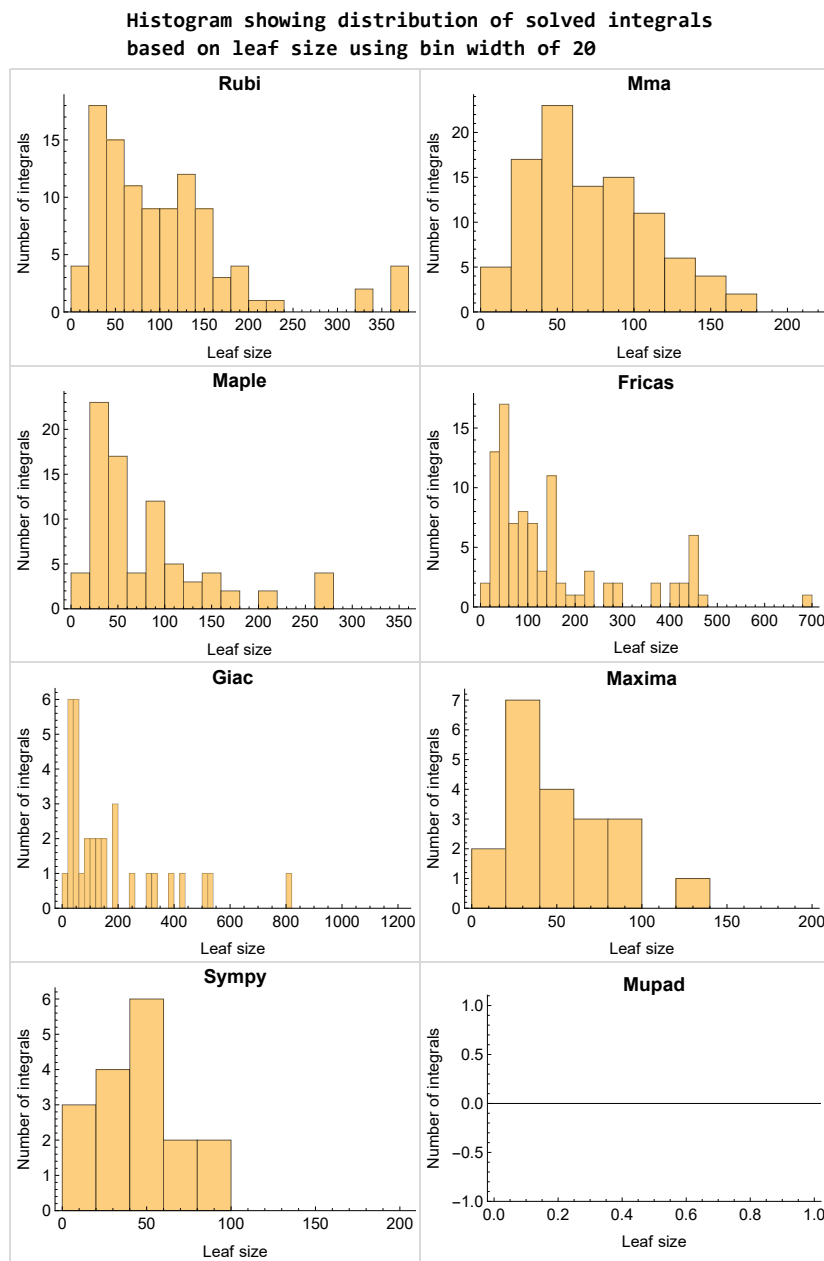 Histogram showing distribution of solved integrals
based on leaf size using bin width of 20
Rubi
Number of integrals
15
10
5
0
0 50 100 150 200 250 300 350
Leaf size
Mma
Number of integrals
20
15
10
5
0
0 50 100 150 200
Leaf size
Maple
Number of integrals
20
15
10
5
0
0 50 100 150 200 250 300 350
Leaf size
Fricas
Number of integrals
15
10
5
0
0 100 200 300 400 500 600 700
Leaf size
Giac
Number of integrals
6
5
4
3
2
1
0
0 200 400 600 800 1000 1200
Leaf size
Maxima
Number of integrals
7
6
5
4
3
2
1
0
0 50 100 150 200
Leaf size
Sympy
Number of integrals
6
5
4
3
2
1
0
0 50 100 150 200
Leaf size
Mupad
Number of integrals
1.0
0.5
0.0
−0.5
−1.0
0.0 0.2 0.4 0.6 0.8 1.0
Leaf size